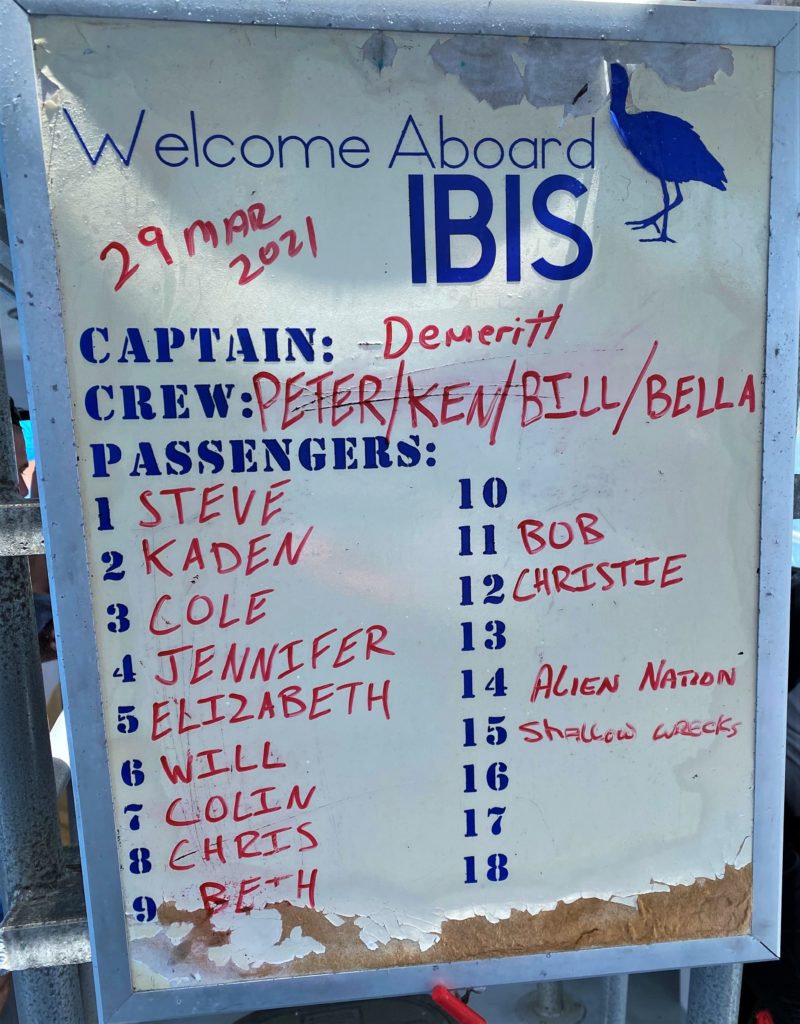 Welcome Aboard
IBIS
29 MAR
2021
CAPTAIN: Demeritt
CREW: PETER/KEN/BILL/BELLA
PASSENGERS:
1 STEVE
2 KADEN
3 COLE
4 JENNIFER
5 ELIZABETH
6 WILL
7 COLIN
8 CHRIS
9 BETH
10
11 BOB
12 CHRISTIE
13
14 ALIEN NATION
15 Shallow wrecks
16
17
18